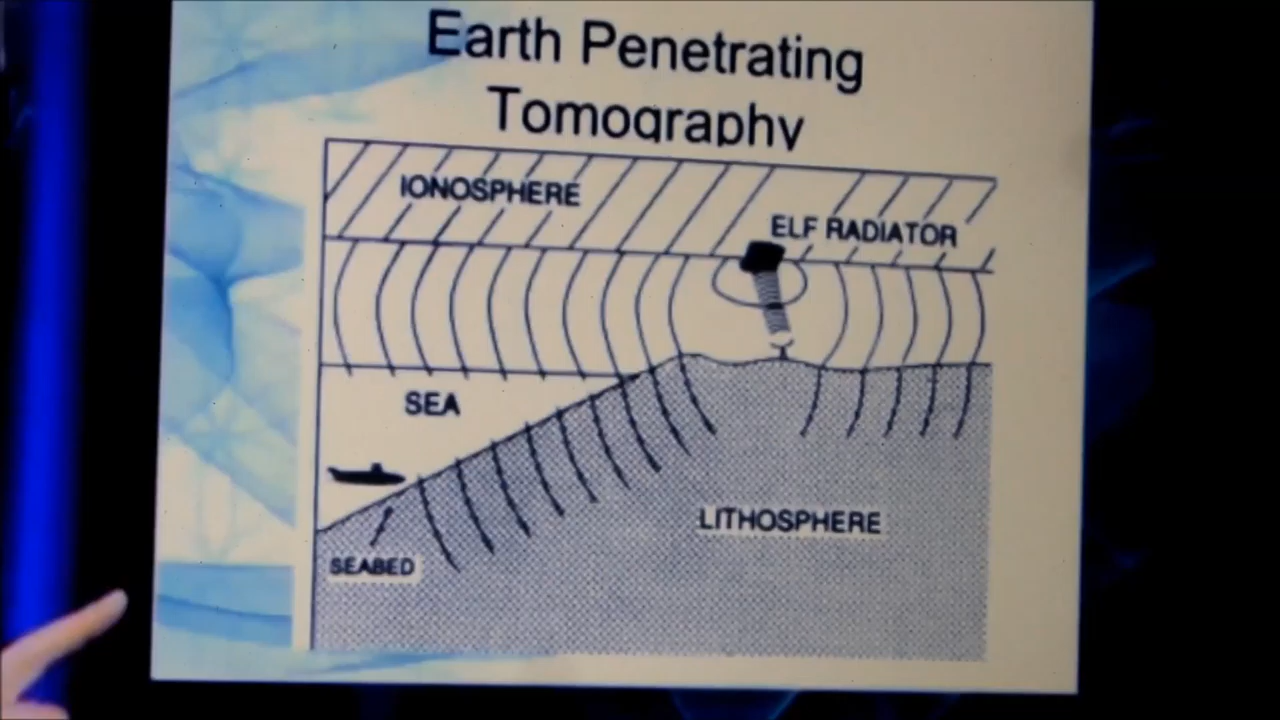 Earth Penetrating
Tomography
IONOSPHERE
ELF RADIATOR
SEA
LITHOSPHERE
SEABED